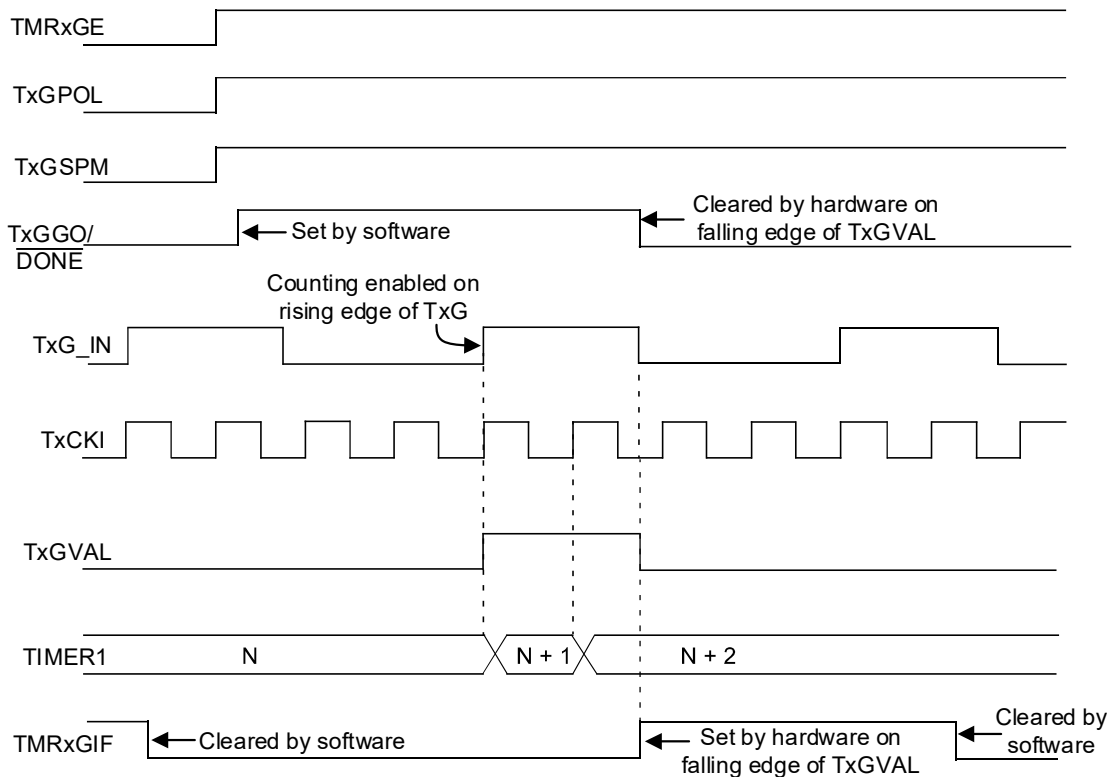 TMRxGE
TxGPOL
TxGSPM
TxGGO/
DONE
Set by software
Cleared by hardware on
falling edge of TxGVAL
Counting enabled on
rising edge of TxG
TxG_IN
TxCKI
TxGVAL
TIMER1
N
N + 1
N + 2
TMRxGIF
Cleared by software
Set by hardware on
falling edge of TxGVAL
Cleared by
software